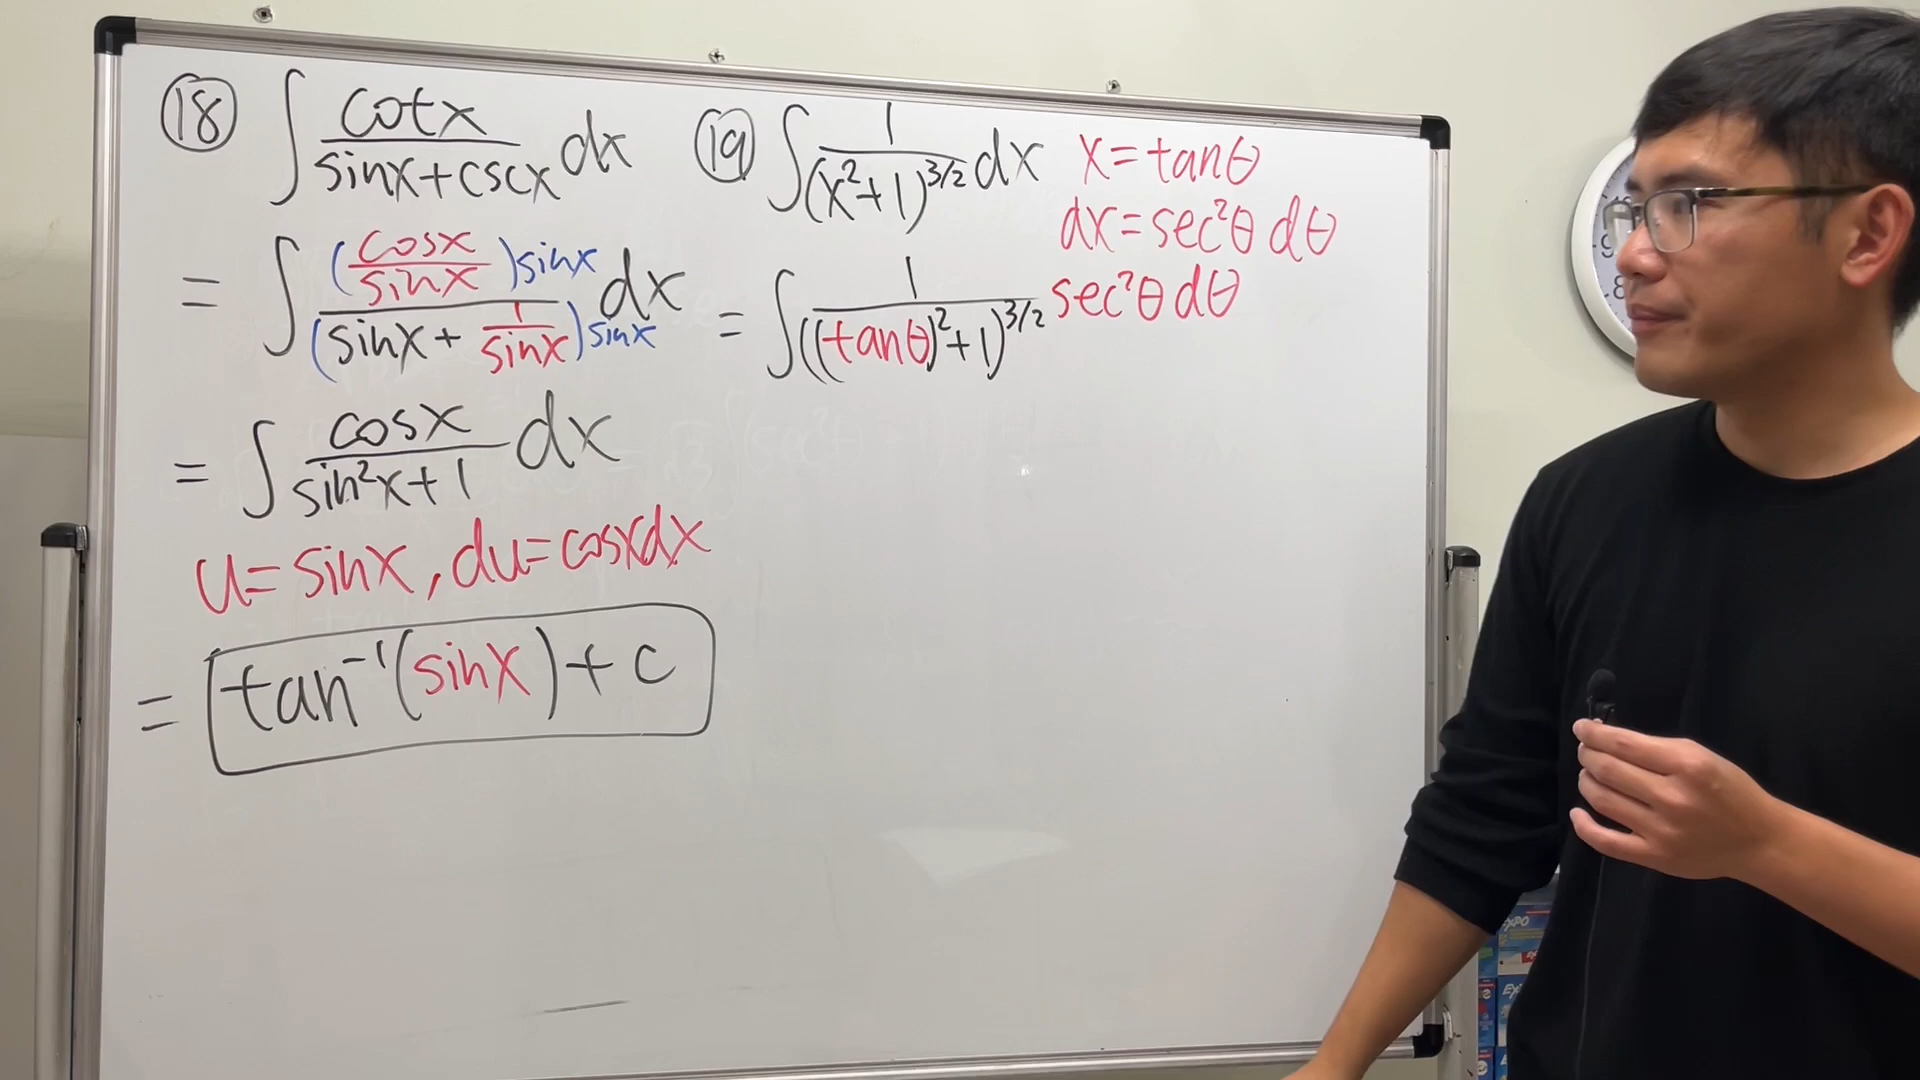 ⑱ ∫ cotx/(sinx+cscx) dx
= ∫ (cosx/sinx)sinx / (sinx + 1/sinx)sinx dx
= ∫ cosx/(sin²x+1) dx
u=sinx, du=cosxdx
= tan⁻¹(sinx)+c
⑲ ∫ 1/(x²+1)^3/2 dx
x=tanθ
dx=sec²θ dθ
= ∫ 1/((tanθ)²+1)^3/2 sec²θ dθ
EXPO